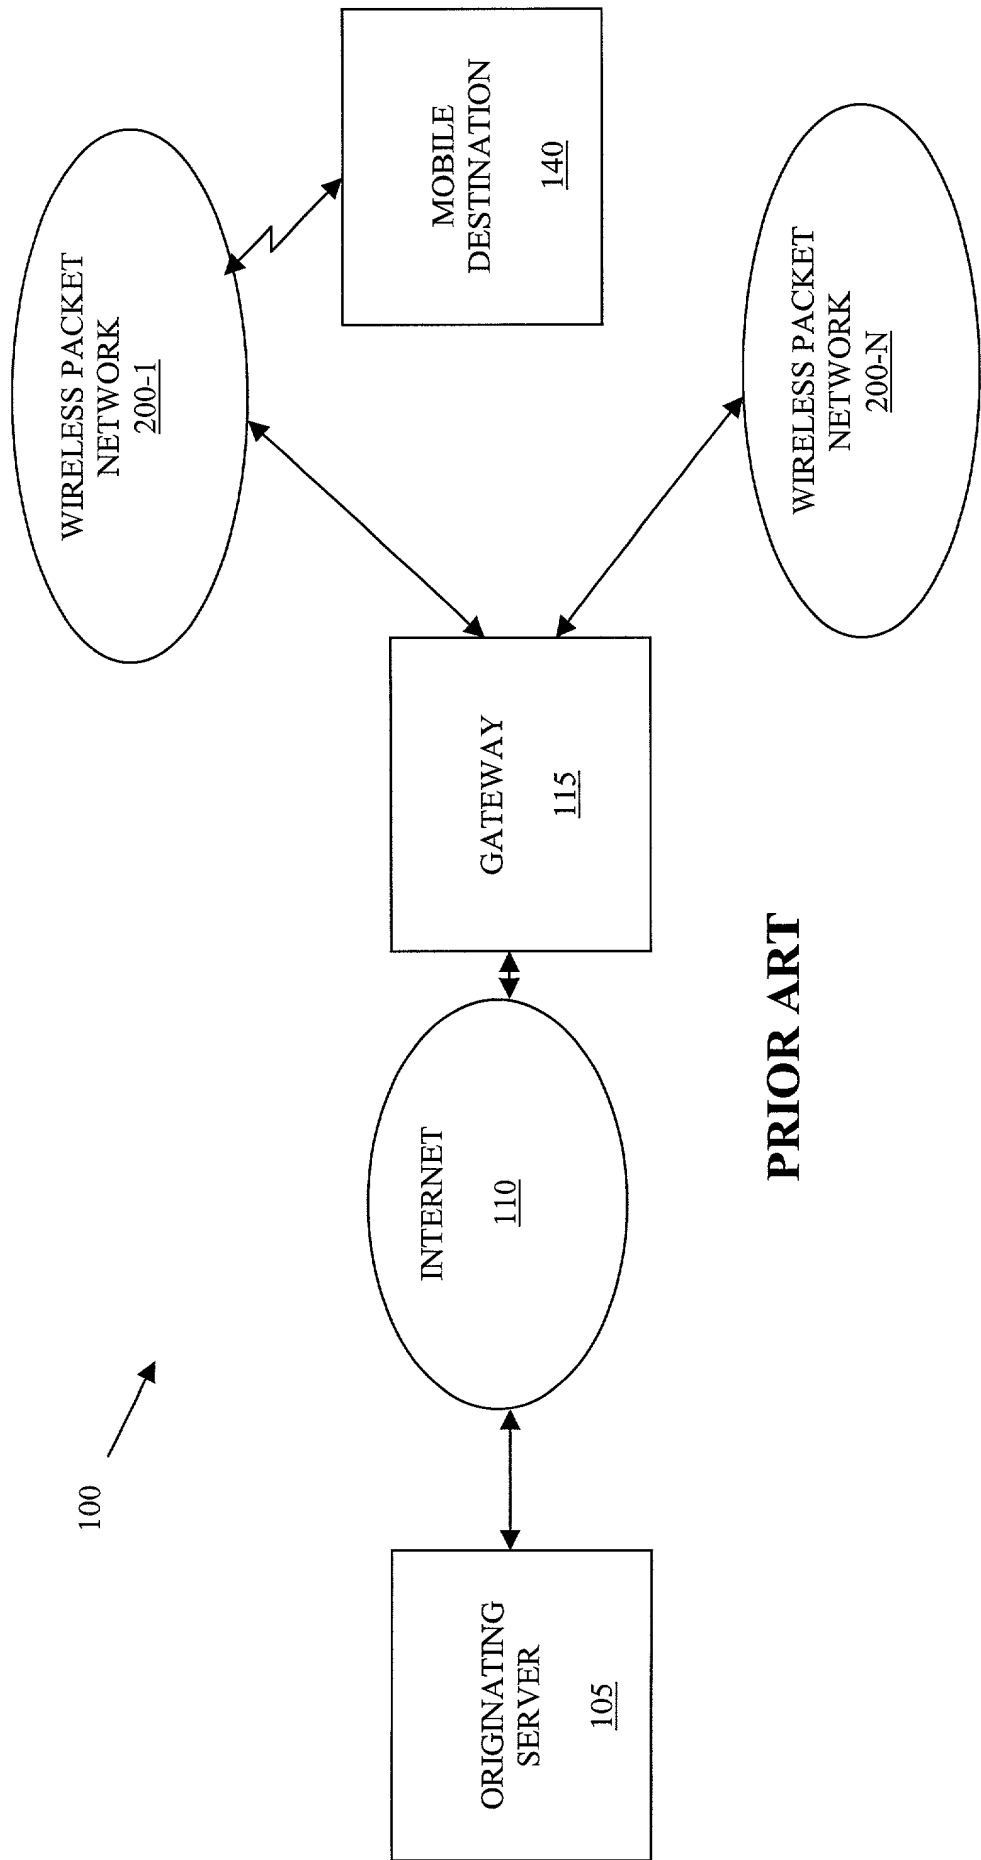 100
ORIGINATING
SERVER
105
INTERNET
110
GATEWAY
115
WIRELESS PACKET
NETWORK
200-1
MOBILE
DESTINATION
140
WIRELESS PACKET
NETWORK
200-N
PRIOR ART